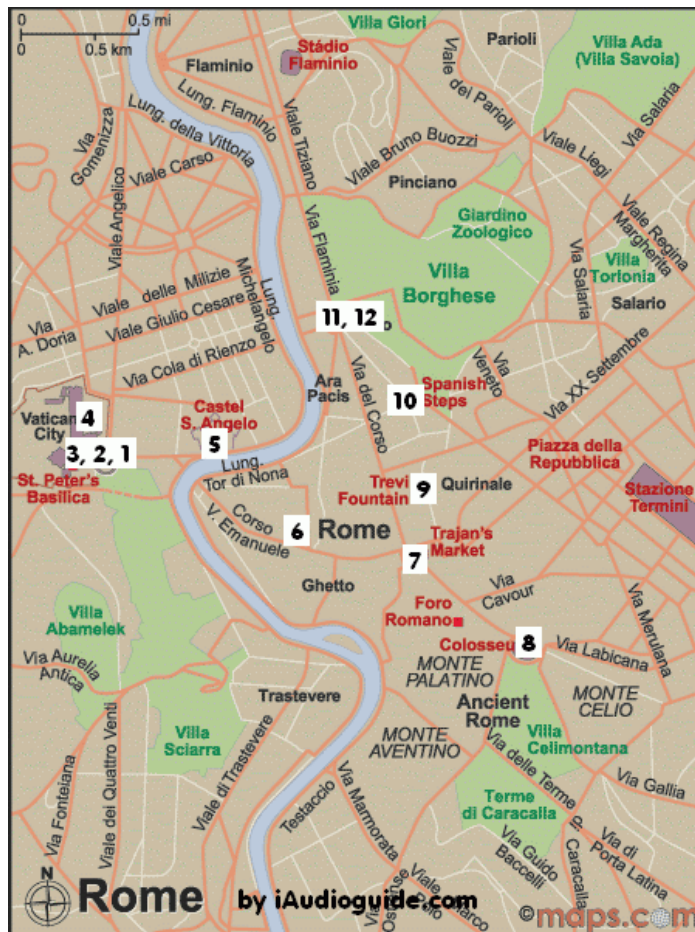 0
0.5 mi
0
0.5 km
Villa Glori
Parioli
Villa Ada
(Villa Savoia)
Stádio
Flaminio
Flaminio
Lung. Flaminio
Lung. della Vittoria
Via
Gomenizza
Viale Carso
Viale Angelico
Viale Tiziano
Viale dei Parioli
Viale Bruno Buozzi
Pinciano
Viale Liegi
Via Salaria
Viale Regina
Margherita
Giardino
Zoologico
Villa
Borghese
Villa
Torlonia
Via Salaria
Salario
Via Flaminia
Viale delle Milizie
Viale Giulio Cesare
Lung.
Michelangelo
Via
A. Doria
Via Cola di Rienzo
11, 12
Ara
Pacis
Via del Corso
Via
Veneto
Via XX Settembre
Spanish
Steps
10
Castel
S. Angelo
5
Vatican
City
4
3, 2, 1
St. Peter's
Basilica
Lung.
Tor di Nona
Trevi
Fountain
9
Quirinale
Piazza della
Repubblica
Stazione
Termini
Corso
V. Emanuele
6
Rome
Trajan's
Market
7
Ghetto
Via
Cavour
Foro
Romano
Colosseu
8
Via Labicana
Via Merulana
Villa
Abamelek
Via Aurelia
Antica
MONTE
PALATINO
MONTE
CELIO
Ancient
Rome
Trastevere
Villa
Sciarra
MONTE
AVENTINO
Villa
Celimontana
Via Fonteiana
Viale dei Quattro Venti
Viale di Trastevere
Testaccio
Via Marmorata
Via delle Terme di Caracalla
Via Gallia
Terme
di Caracalla
Via Guido
Baccelli
Via di
Porta Latina
Via
Ostiense
Viale Marco
Polo
N
Rome
by iAudioguide.com
©maps.com